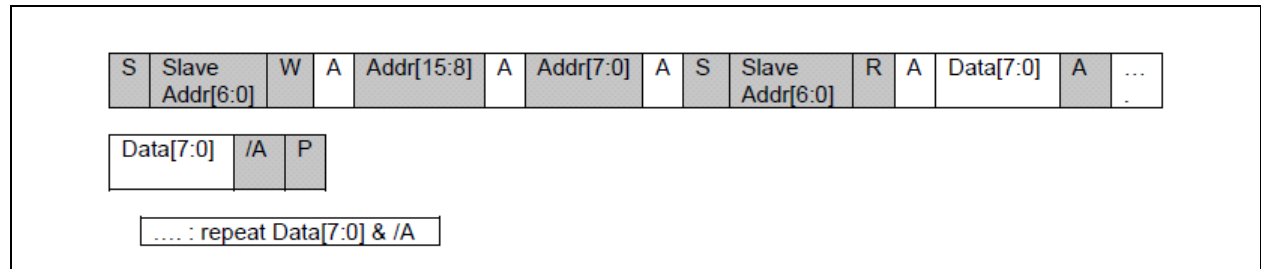 S Slave W A Addr[15:8] A Addr[7:0] A S Slave R A Data[7:0] A ...
Addr[6:0] Addr[6:0] .
Data[7:0] /A P
.... : repeat Data[7:0] & /A